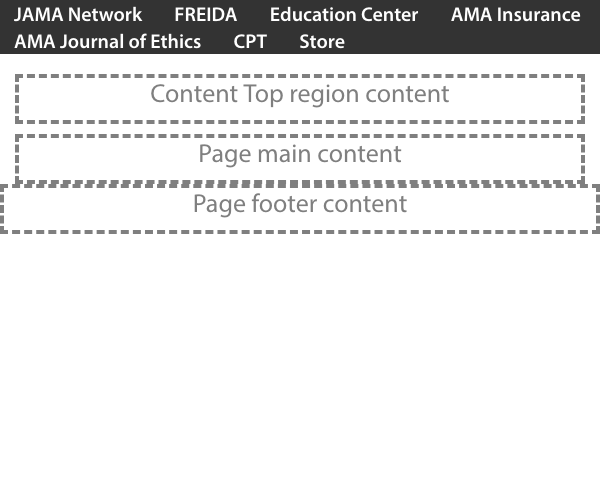 JAMA Network FREIDA Education Center AMA Insurance
AMA Journal of Ethics CPT Store
Content Top region content
Page main content
Page footer content